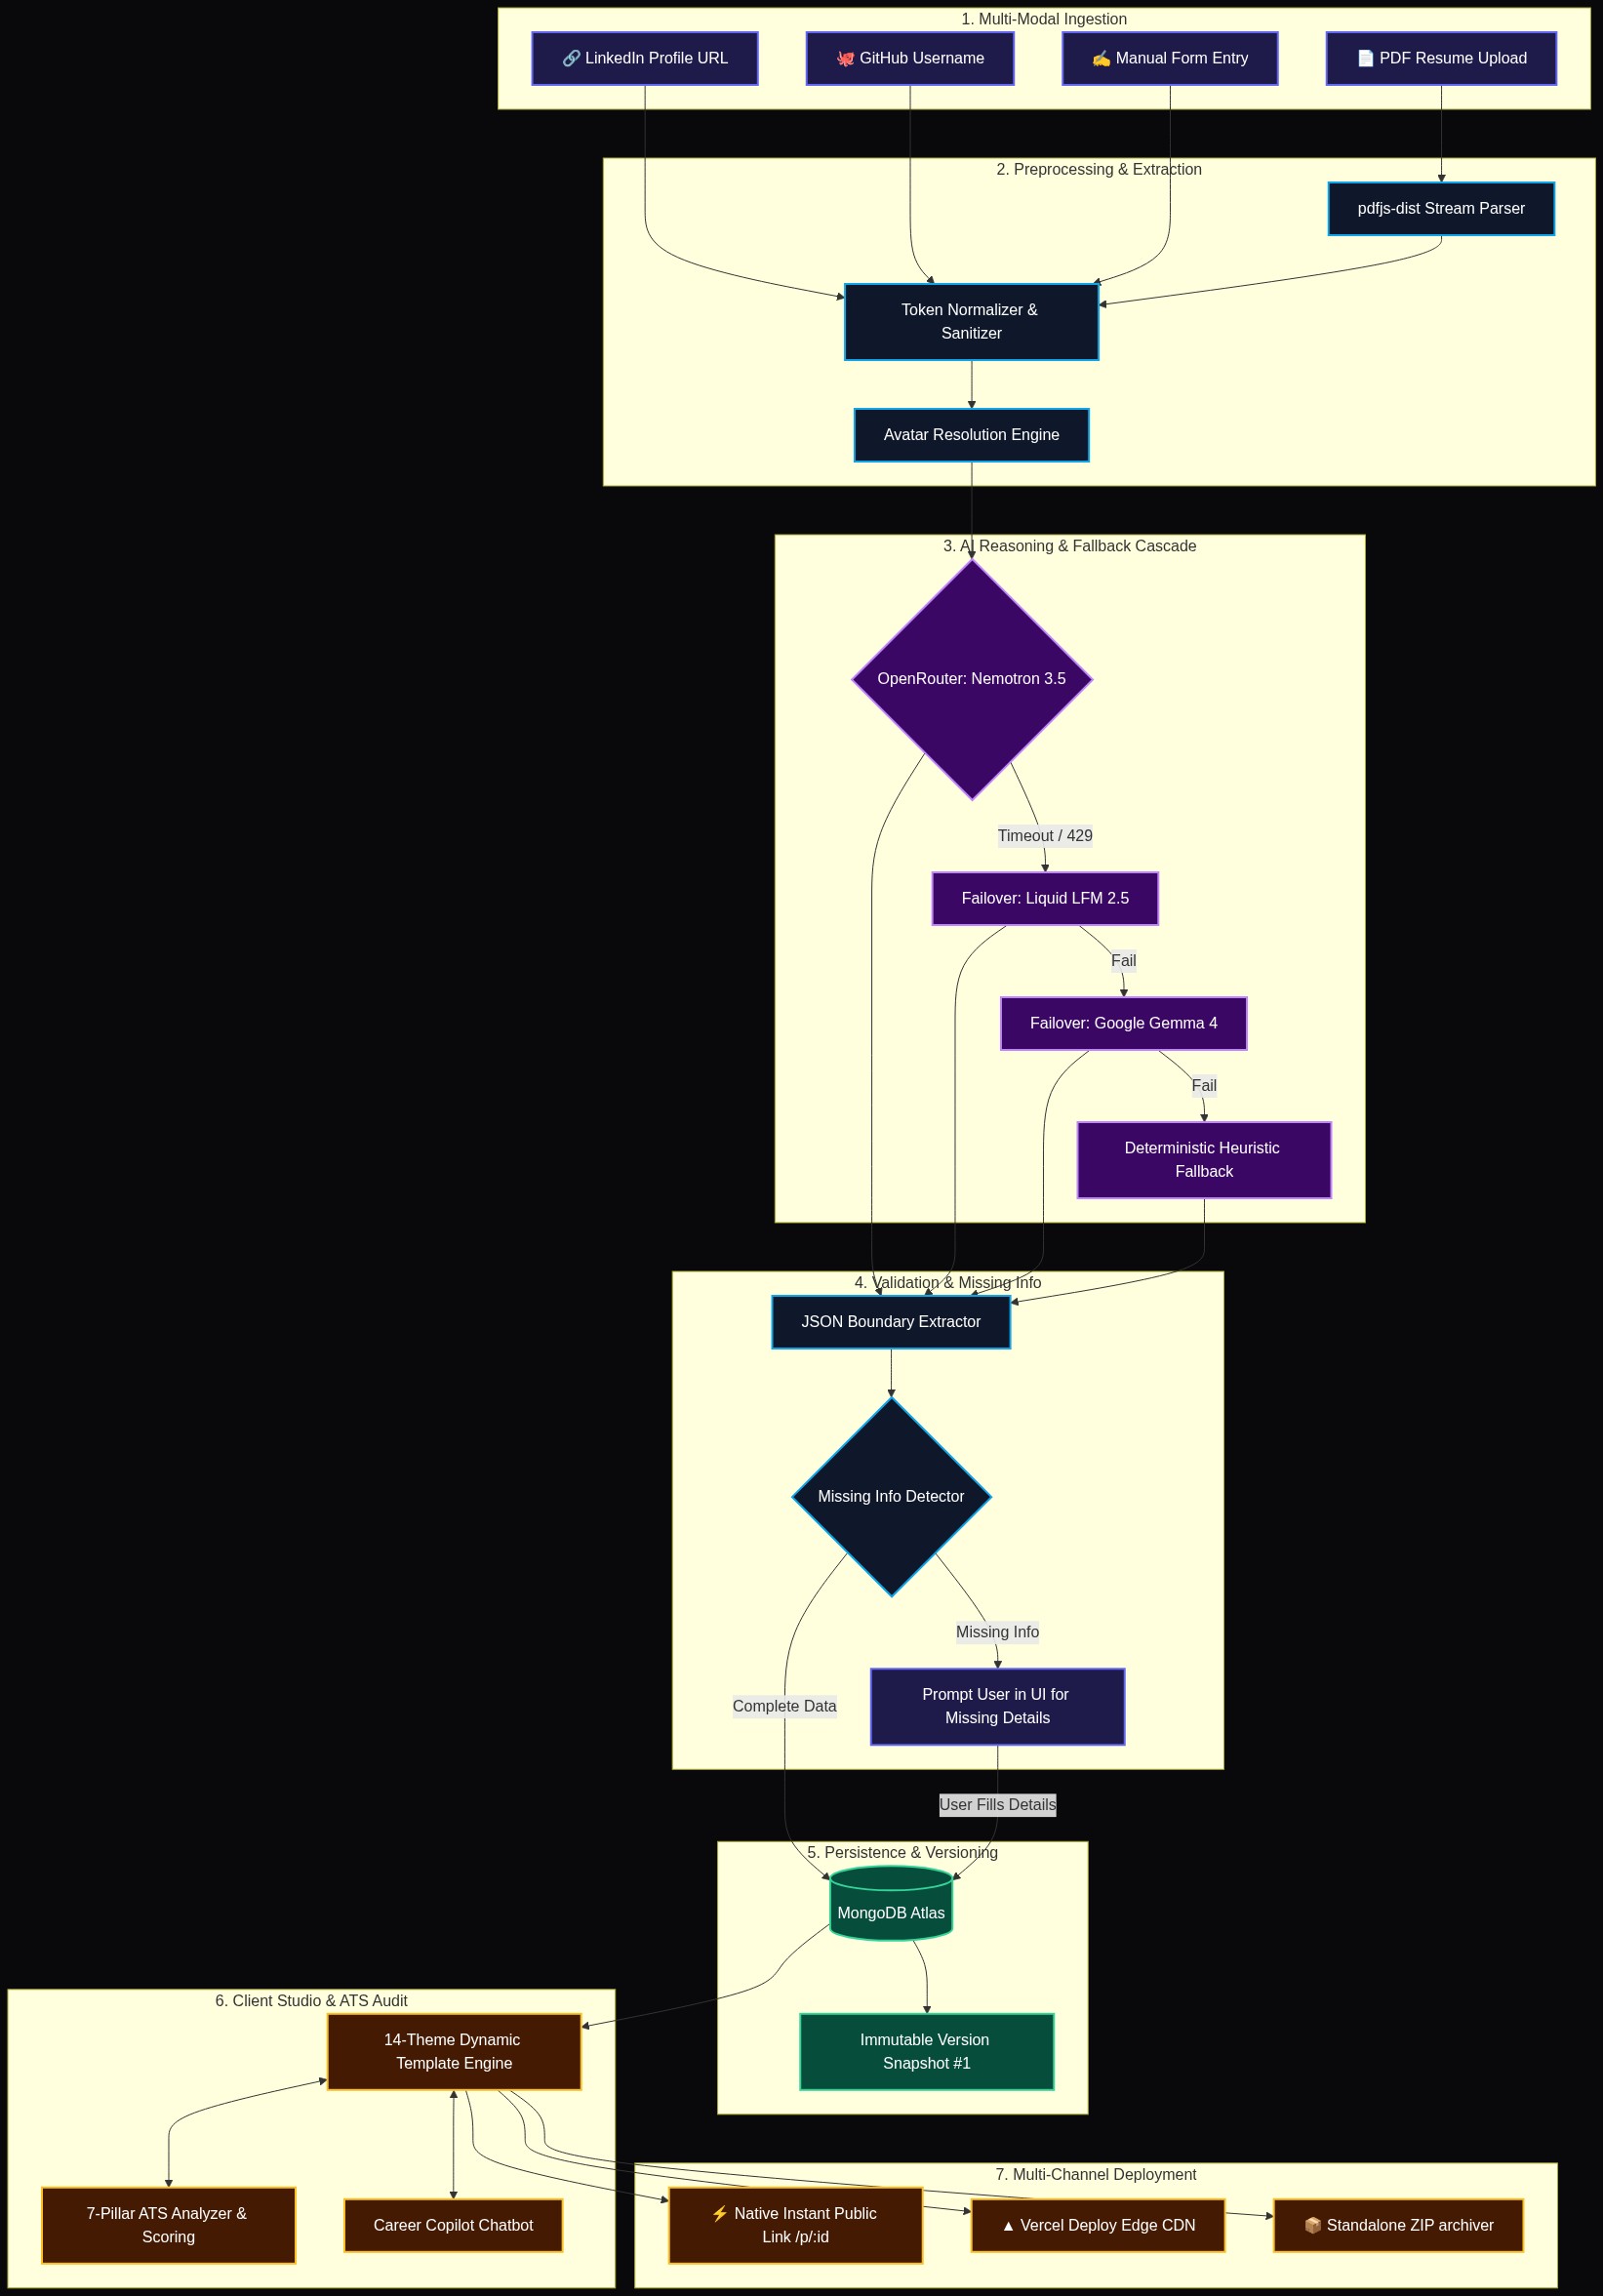 1. Multi-Modal Ingestion
🔗 LinkedIn Profile URL
🐙 GitHub Username
✍️ Manual Form Entry
📄 PDF Resume Upload
2. Preprocessing & Extraction
pdfjs-dist Stream Parser
Token Normalizer &
Sanitizer
Avatar Resolution Engine
3. AI Reasoning & Fallback Cascade
OpenRouter: Nemotron 3.5
Timeout / 429
Failover: Liquid LFM 2.5
Fail
Failover: Google Gemma 4
Fail
Deterministic Heuristic
Fallback
4. Validation & Missing Info
JSON Boundary Extractor
Missing Info Detector
Missing Info
Prompt User in UI for
Missing Details
Complete Data
User Fills Details
5. Persistence & Versioning
MongoDB Atlas
Immutable Version
Snapshot #1
6. Client Studio & ATS Audit
14-Theme Dynamic
Template Engine
7-Pillar ATS Analyzer &
Scoring
Career Copilot Chatbot
7. Multi-Channel Deployment
⚡ Native Instant Public
Link /p/:id
▲ Vercel Deploy Edge CDN
📦 Standalone ZIP archiver